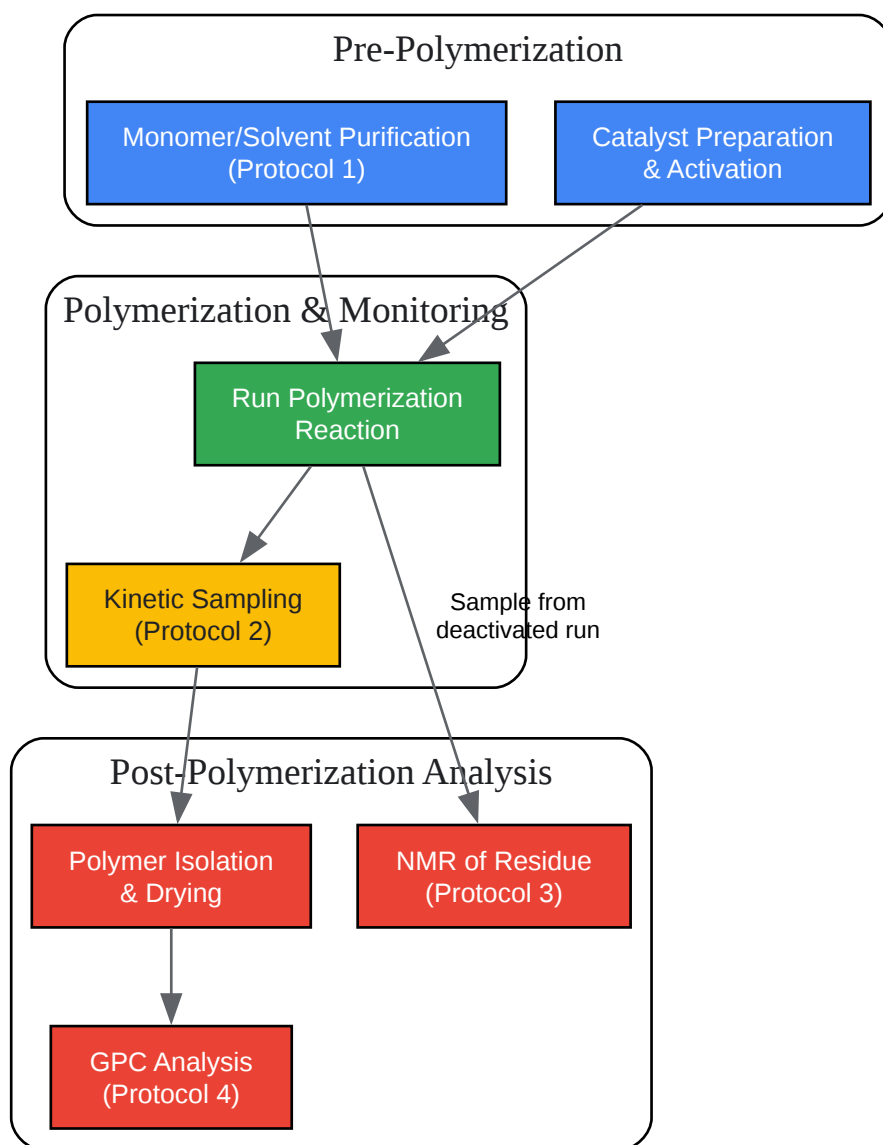 Pre-Polymerization
Monomer/Solvent Purification
(Protocol 1)
Catalyst Preparation
& Activation
Polymerization & Monitoring
Run Polymerization
Reaction
Kinetic Sampling
(Protocol 2)
Sample from
deactivated run
Post-Polymerization Analysis
Polymer Isolation
& Drying
NMR of Residue
(Protocol 3)
GPC Analysis
(Protocol 4)